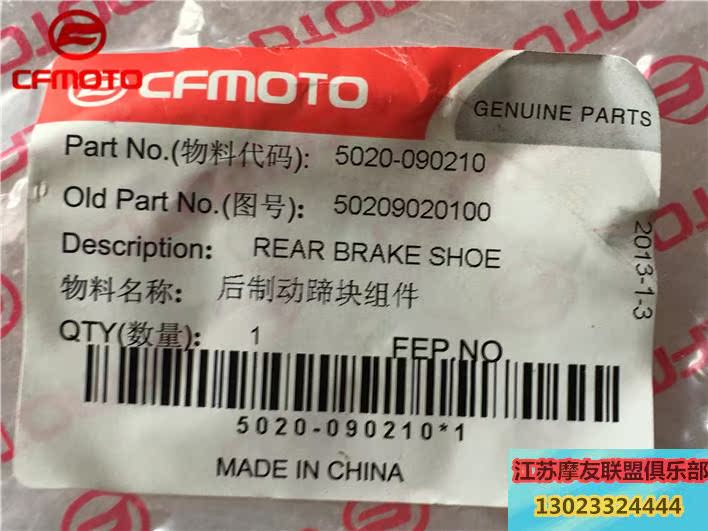 CFMOTO
CFMOTO
GENUINE PARTS
Part No.(物料代码): 5020-090210
Old Part No.(图号): 50209020100
Description: REAR BRAKE SHOE
物料名称: 后制动蹄块组件
QTY(数量): 1
FEP.NO
2013-1-3
5020-090210*1
MADE IN CHINA
江苏摩友联盟俱乐部
13023324444